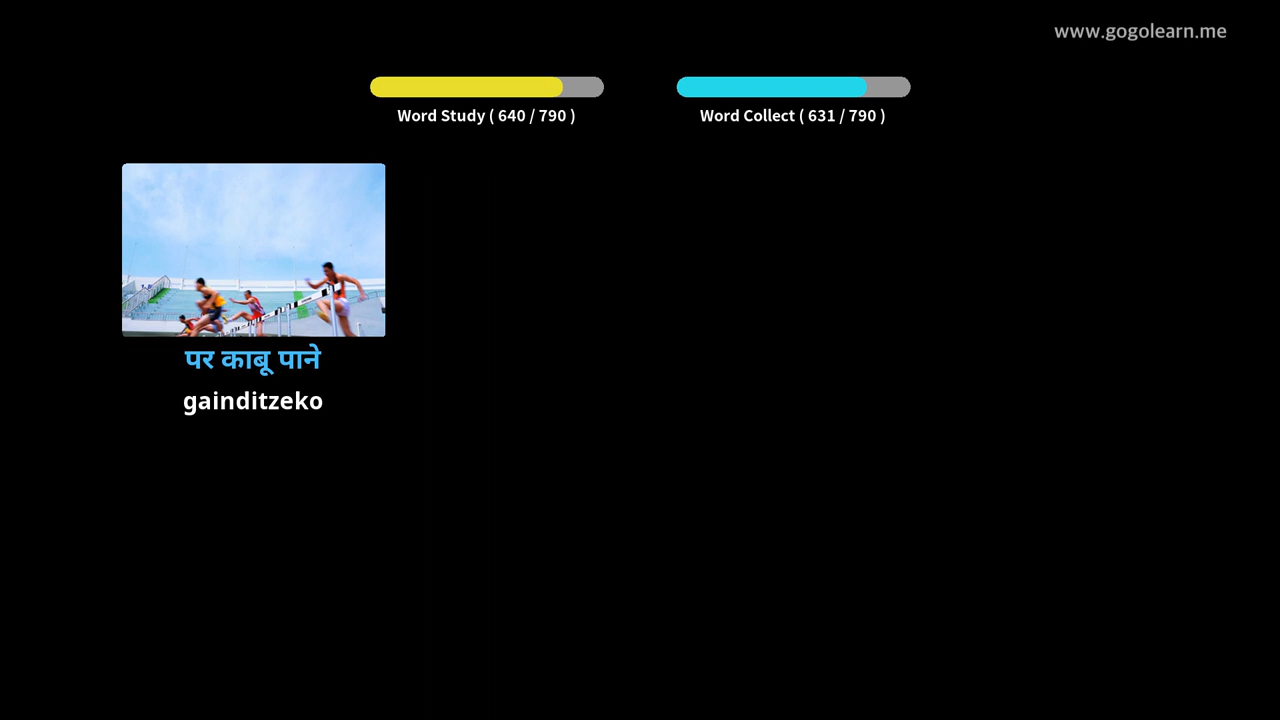 www.gogolearn.me
Word Study ( 640 / 790 )
Word Collect ( 631 / 790 )
पर काबू पाने
gainditzeko